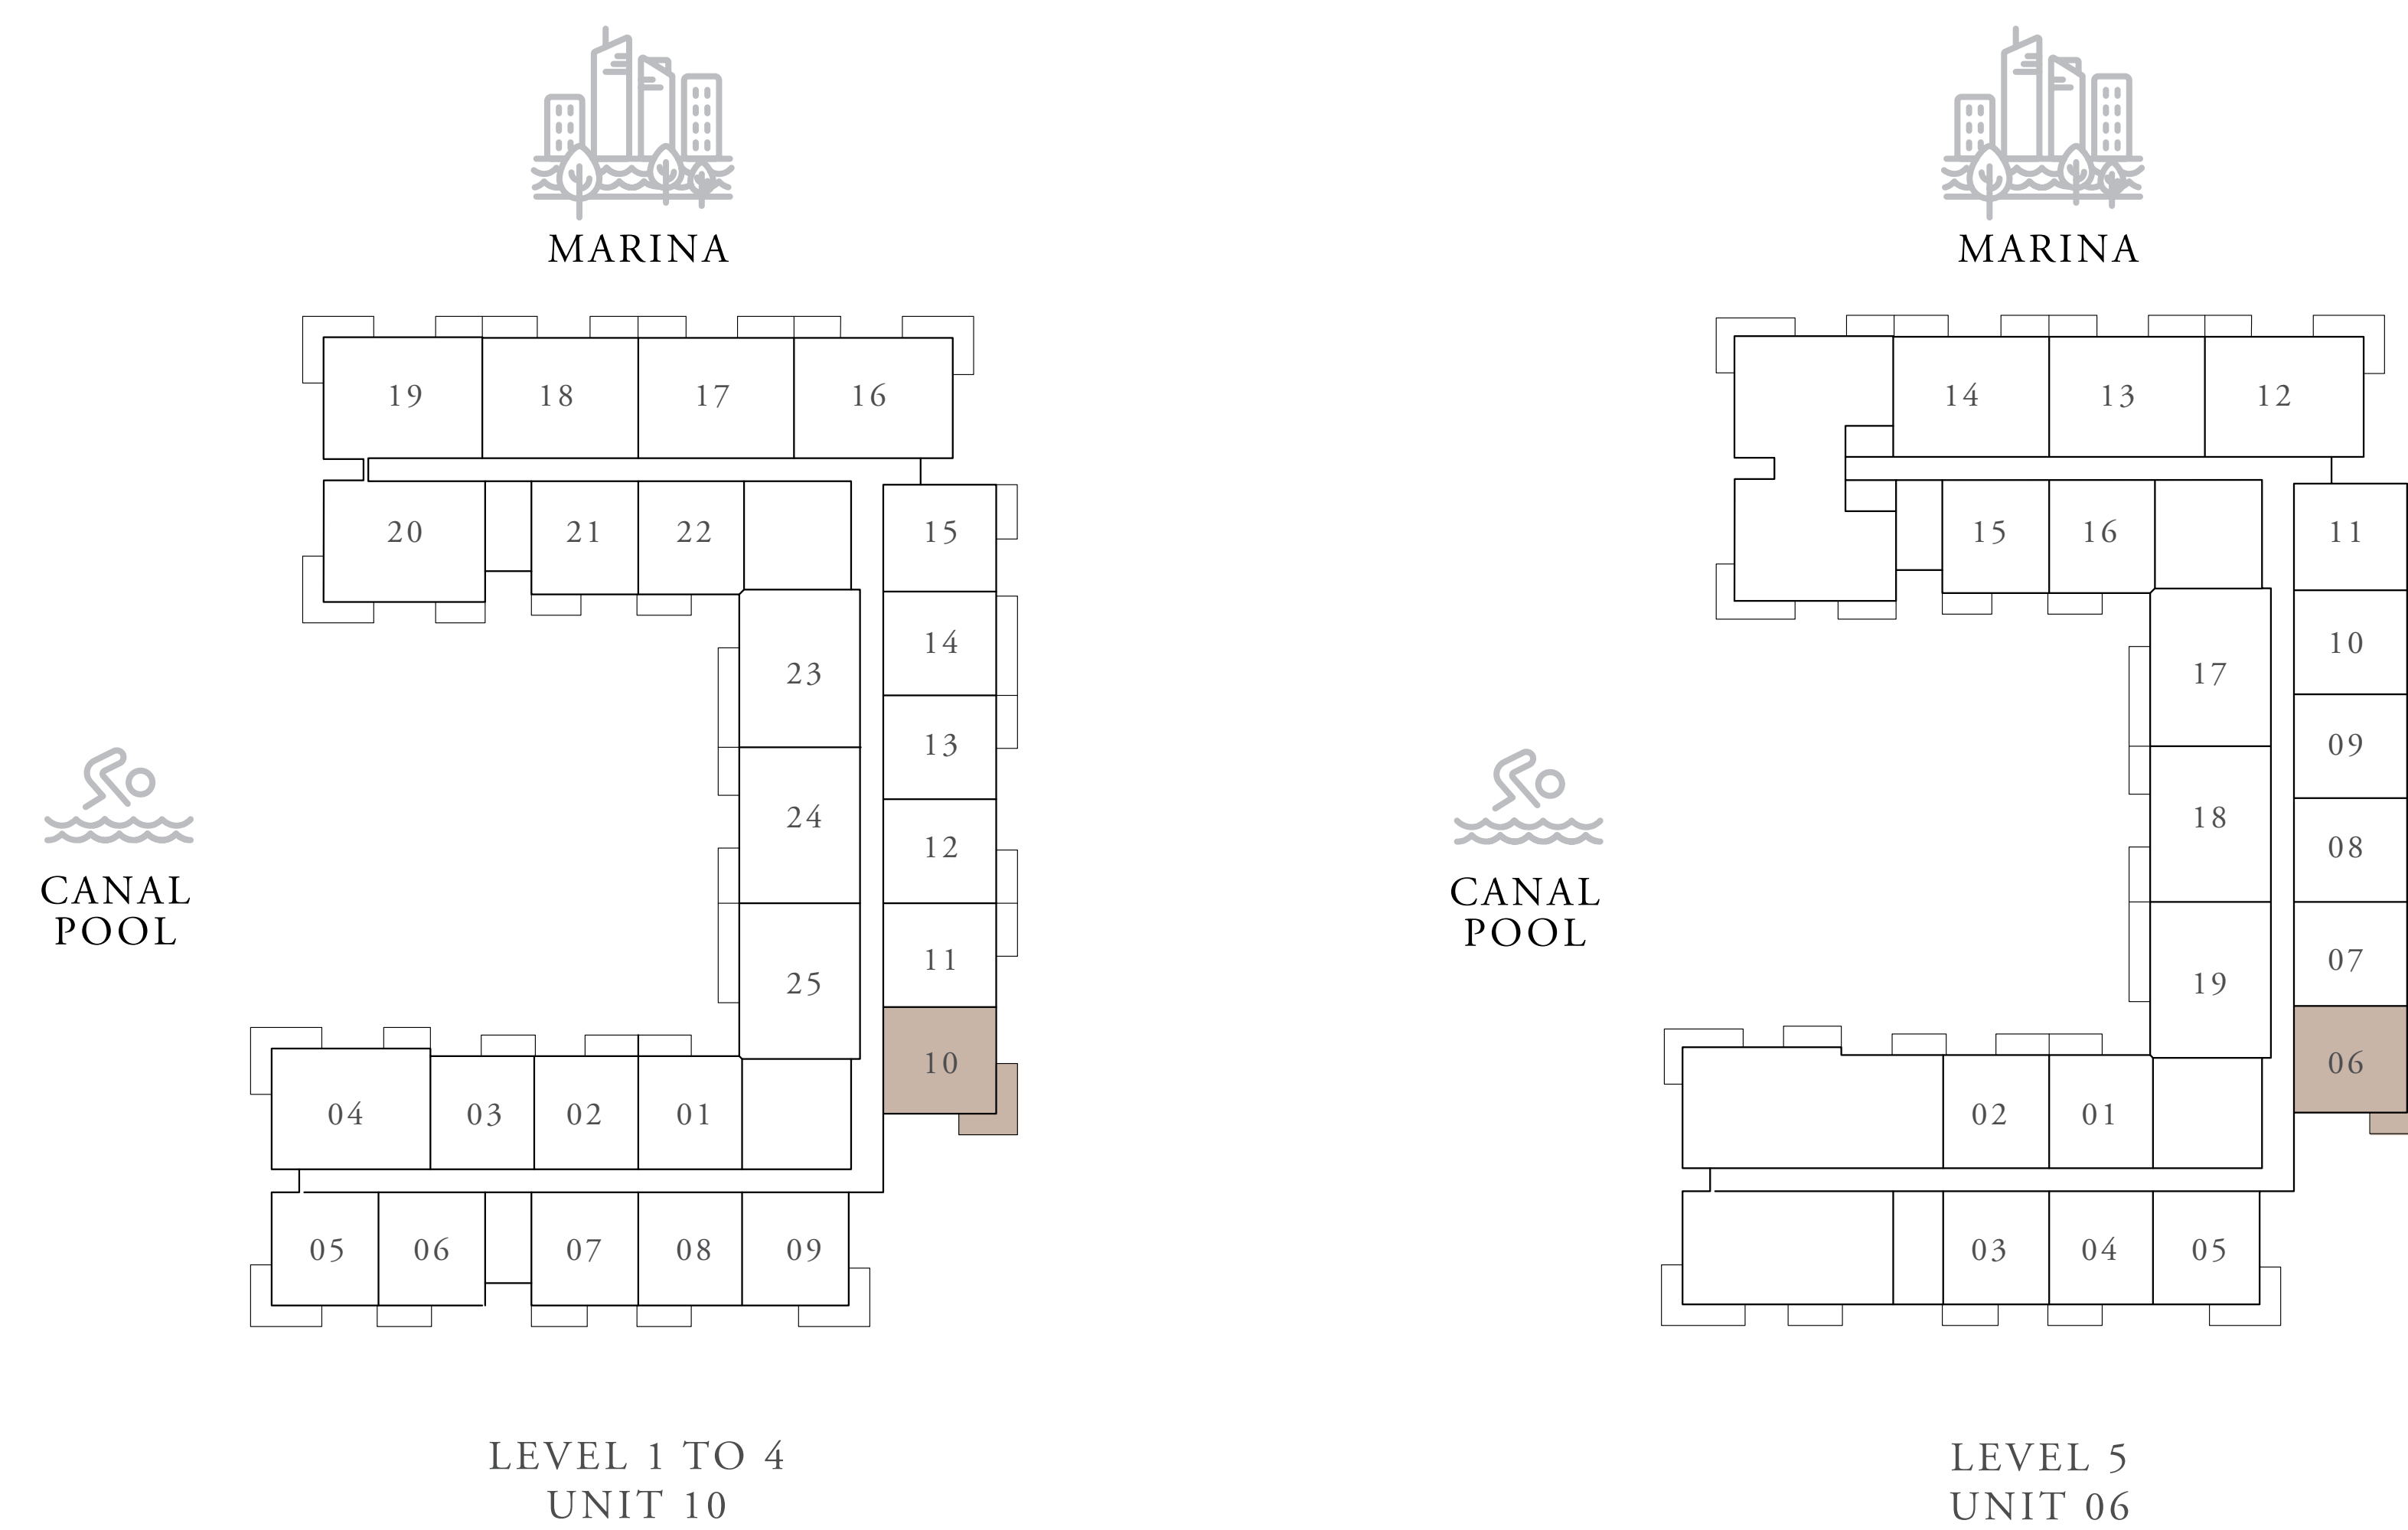 MARINA
19 18 17 16
20 21 22 15
14
23
13
24 12
CANAL
POOL
25 11
10
04 03 02 01
05 06 07 08 09
LEVEL 1 TO 4
UNIT 10
MARINA
14 13 12
15 16 11
10
17
09
18 08
CANAL
POOL
19 07
06
02 01
03 04 05
LEVEL 5
UNIT 06